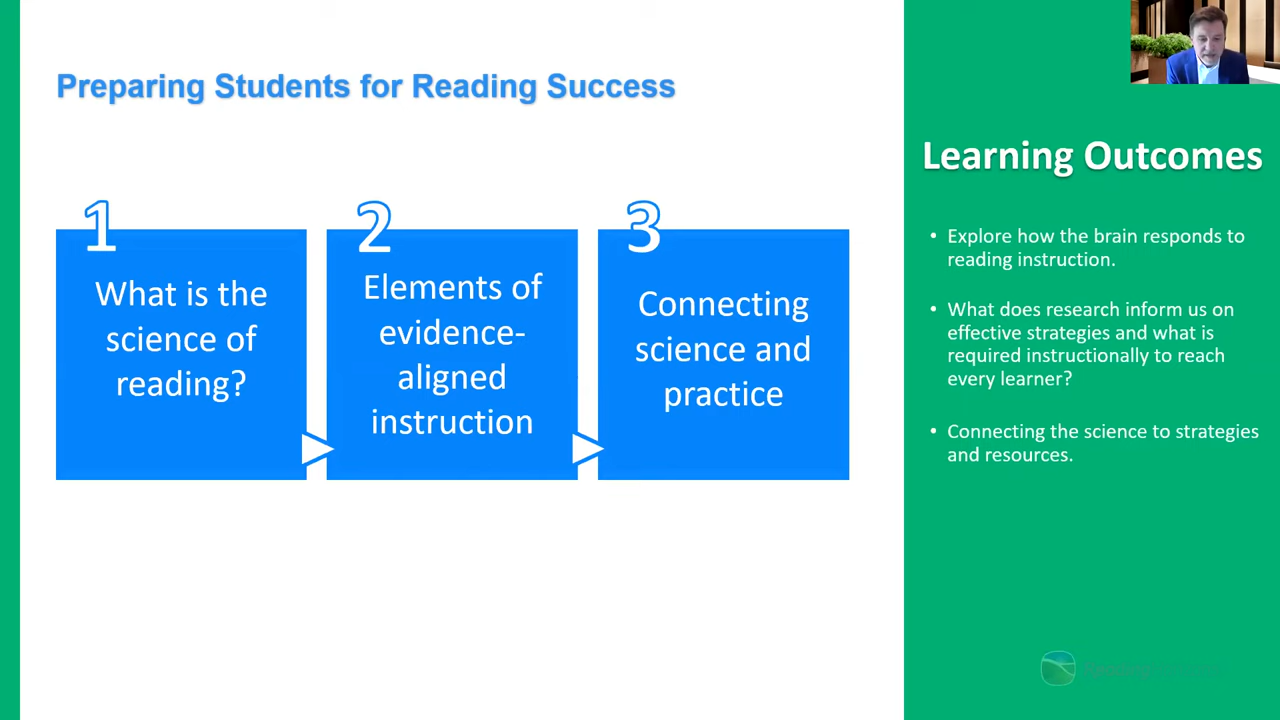 Preparing Students for Reading Success
1
What is the
science of
reading?
2
Elements of
evidence-
aligned
instruction
3
Connecting
science and
practice
Learning Outcomes
• Explore how the brain responds to
reading instruction.
• What does research inform us on
effective strategies and what is
required instructionally to reach
every learner?
• Connecting the science to strategies
and resources.